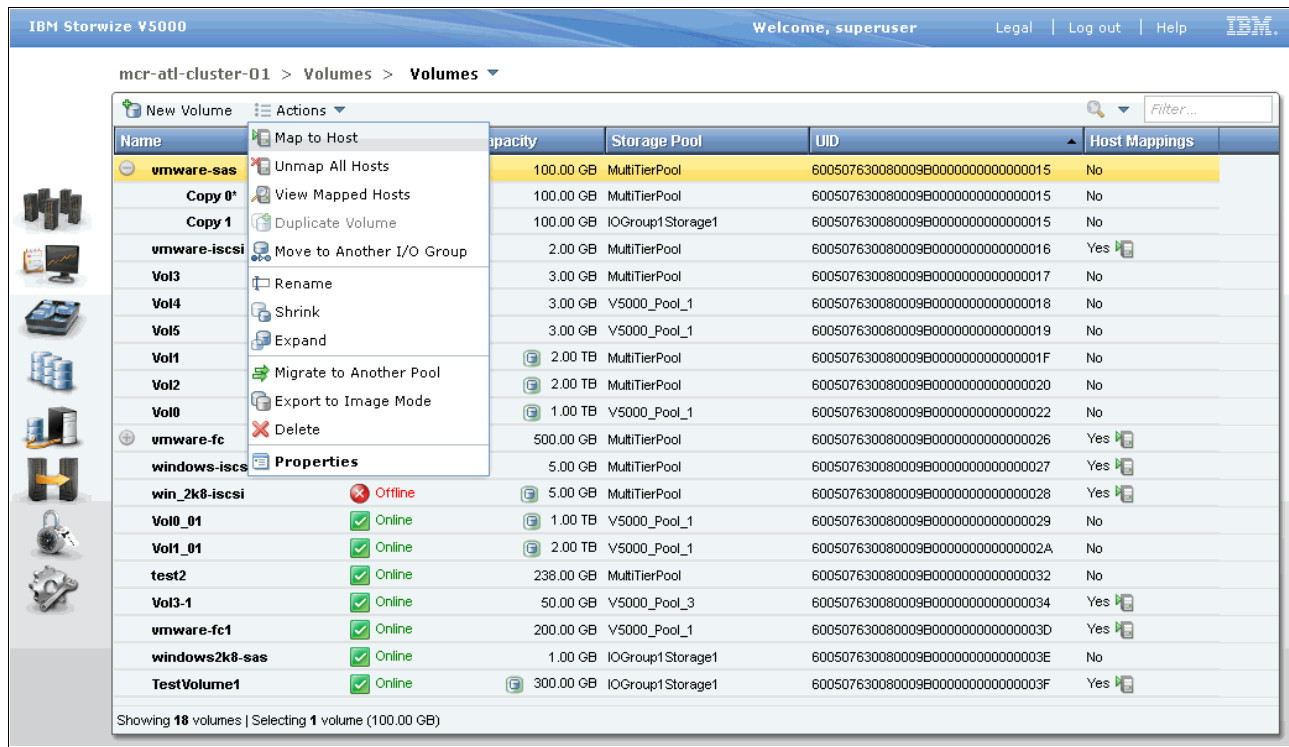 IBM Storwize V5000 Welcome, superuser Legal | Log out | Help IBM.
mcr-atl-cluster-01 > Volumes > Volumes
New Volume Actions Filter...
Name apacity Storage Pool UID Host Mappings
Map to Host
Unmap All Hosts
View Mapped Hosts
Duplicate Volume
Move to Another I/O Group
Rename
Shrink
Expand
Migrate to Another Pool
Export to Image Mode
Delete
Properties
vmware-sas 100.00 GB MultiTierPool 600507630080009B0000000000000015 No
Copy 0* 100.00 GB MultiTierPool 600507630080009B0000000000000015 No
Copy 1 100.00 GB IOGroup1Storage1 600507630080009B0000000000000015 No
vmware-iscsi 2.00 GB MultiTierPool 600507630080009B0000000000000016 Yes
Vol3 3.00 GB MultiTierPool 600507630080009B0000000000000017 No
Vol4 3.00 GB V5000_Pool_1 600507630080009B0000000000000018 No
Vol5 3.00 GB V5000_Pool_1 600507630080009B0000000000000019 No
Vol1 2.00 TB MultiTierPool 600507630080009B000000000000001F No
Vol2 2.00 TB MultiTierPool 600507630080009B0000000000000020 No
Vol0 1.00 TB V5000_Pool_1 600507630080009B0000000000000022 No
vmware-fc 500.00 GB MultiTierPool 600507630080009B0000000000000026 Yes
windows-iscs 5.00 GB MultiTierPool 600507630080009B0000000000000027 Yes
win_2k8-iscsi Offline 5.00 GB MultiTierPool 600507630080009B0000000000000028 Yes
Vol0_01 Online 1.00 TB V5000_Pool_1 600507630080009B0000000000000029 No
Vol1_01 Online 2.00 TB V5000_Pool_1 600507630080009B000000000000002A No
test2 Online 238.00 GB MultiTierPool 600507630080009B0000000000000032 No
Vol3-1 Online 50.00 GB V5000_Pool_3 600507630080009B0000000000000034 Yes
vmware-fc1 Online 200.00 GB V5000_Pool_1 600507630080009B000000000000003D Yes
windows2k8-sas Online 1.00 GB IOGroup1Storage1 600507630080009B000000000000003E No
TestVolume1 Online 300.00 GB IOGroup1Storage1 600507630080009B000000000000003F Yes
Showing 18 volumes | Selecting 1 volume (100.00 GB)